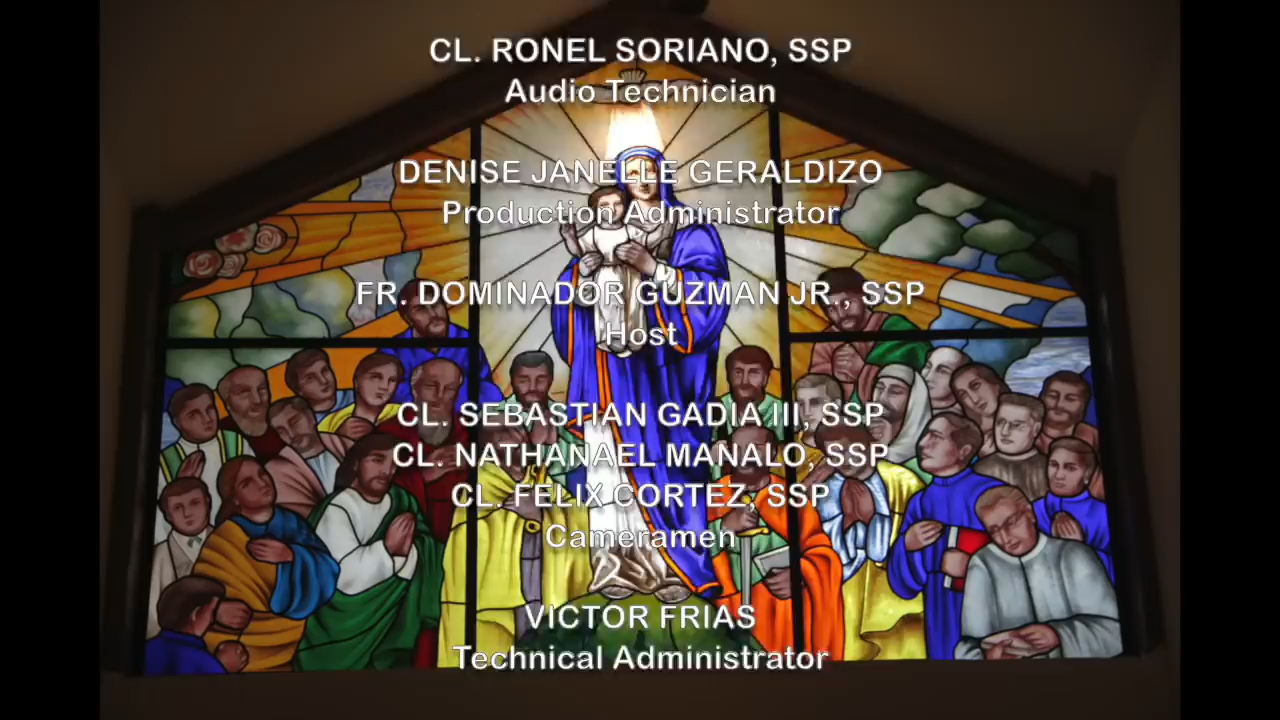 CL. RONEL SORIANO, SSP
Audio Technician
DENISE JANELLE GERALDIZO
Production Administrator
FR. DOMINADOR GUZMAN JR., SSP
Host
CL. SEBASTIAN GADIA III, SSP
CL. NATHANAEL MANALO, SSP
CL. FELIX CORTEZ, SSP
Cameramen
VICTOR FRIAS
Technical Administrator